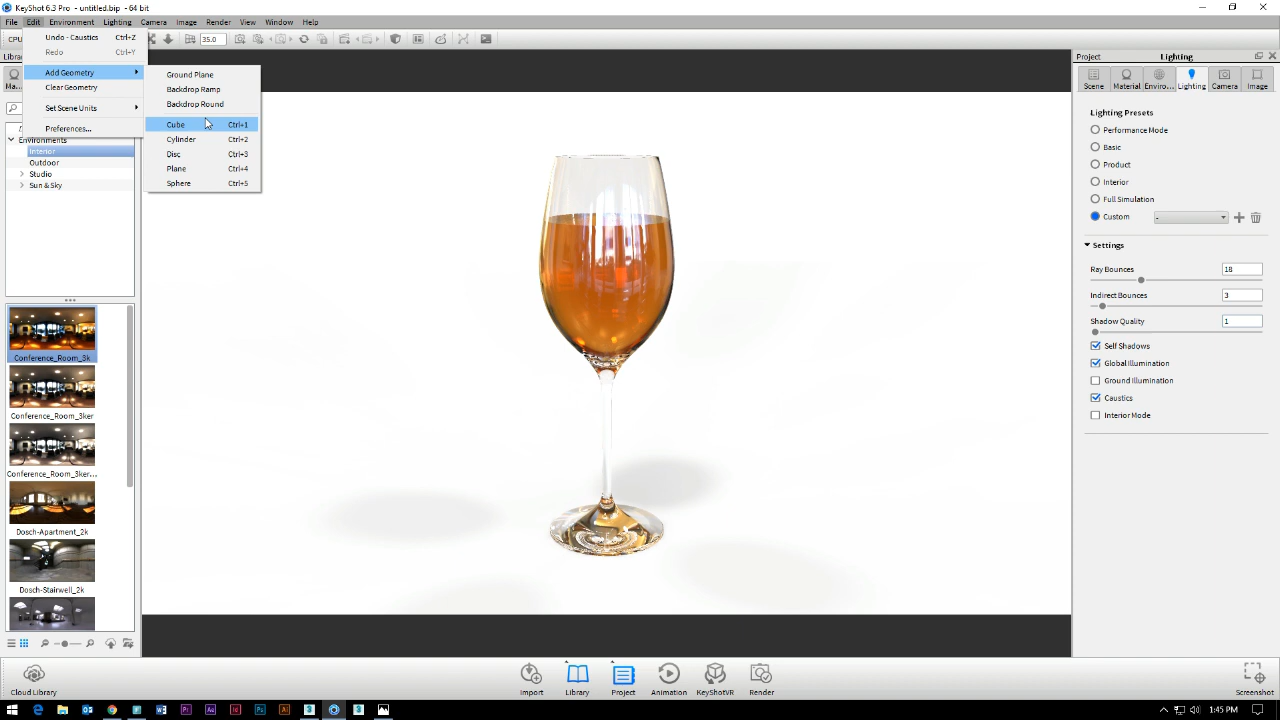 KeyShot 6.3 Pro - untitled.bip - 64 bit
File Edit Environment Lighting Camera Image Render View Window Help
CPU 35.0
Undo - Caustics Ctrl+Z
Redo Ctrl+Y
Add Geometry
Clear Geometry
Set Scene Units
Preferences...
Ground Plane
Backdrop Ramp
Backdrop Round
Cube Ctrl+1
Cylinder Ctrl+2
Disc Ctrl+3
Plane Ctrl+4
Sphere Ctrl+5
Ma...
Environments
Interior
Outdoor
Studio
Sun & Sky
Conference_Room_3k
Conference_Room_3ker
Conference_Room_3ker...
Dosch-Apartment_2k
Dosch-Stairwell_2k
Project Lighting
Scene Material Enviro... Lighting Camera Image
Lighting Presets
Performance Mode
Basic
Product
Interior
Full Simulation
Custom -
Settings
Ray Bounces 18
Indirect Bounces 3
Shadow Quality 1
Self Shadows
Global Illumination
Ground Illumination
Caustics
Interior Mode
Cloud Library Import Library Project Animation KeyShotVR Render Screenshot
1:45 PM